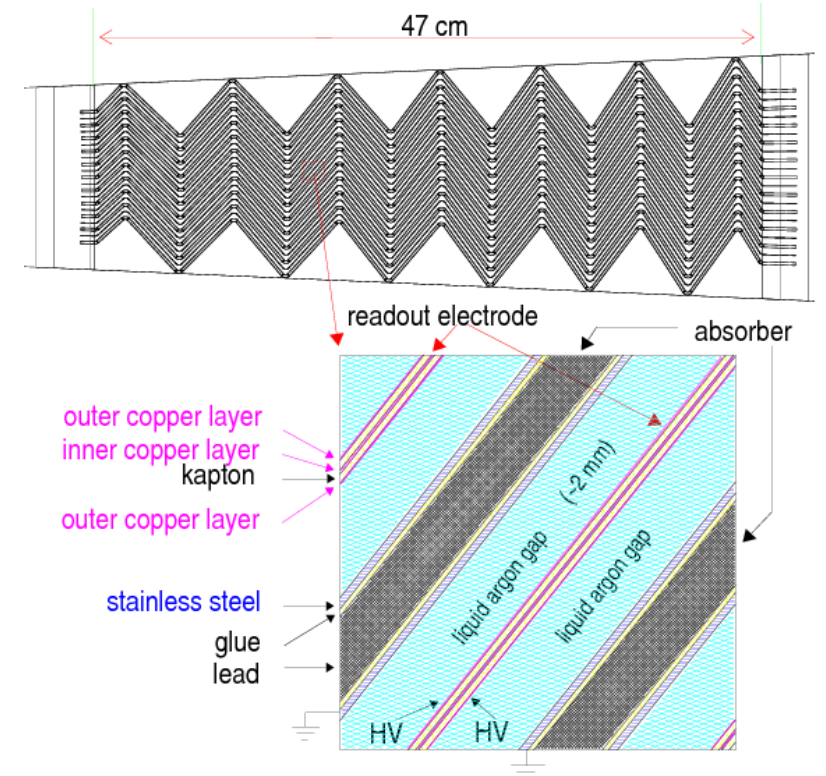 47 cm
readout electrode
absorber
outer copper layer
inner copper layer
kapton
outer copper layer
(~2 mm)
liquid argon gap
liquid argon gap
stainless steel
glue
lead
HV
HV